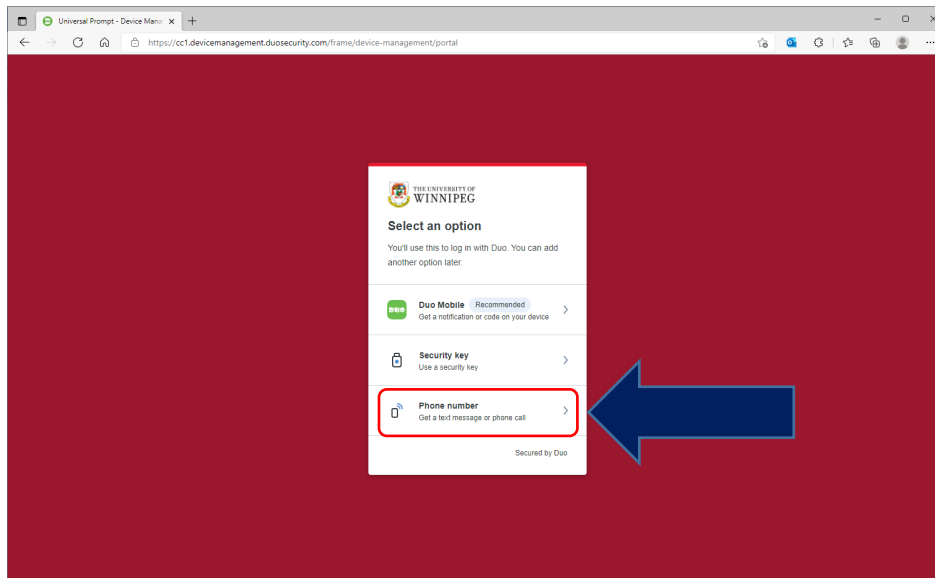 Universal Prompt - Device Mana
https://cc1.devicemanagement.duosecurity.com/frame/device-management/portal
THE UNIVERSITY OF
WINNIPEG
Select an option
You'll use this to log in with Duo. You can add
another option later.
Duo Mobile Recommended
Get a notification or code on your device
DUO
Security key
Use a security key
Phone number
Get a text message or phone call
Secured by Duo